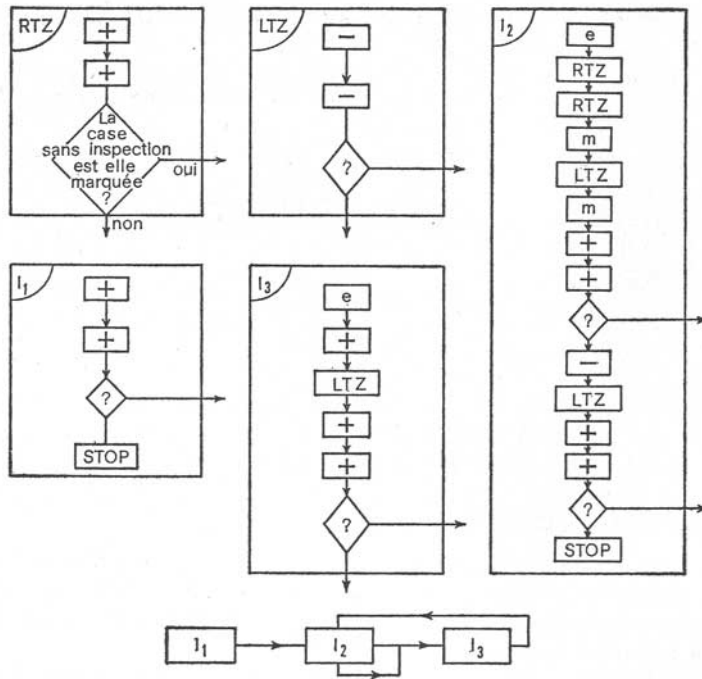 RTZ
+
+
La
case
sans inspection
est elle
marquée
?
oui
non
LTZ
−
−
?
I2
e
RTZ
RTZ
m
LTZ
m
+
+
?
−
LTZ
+
+
?
STOP
I1
+
+
?
STOP
I3
e
+
LTZ
+
+
?
I1
I2
I3